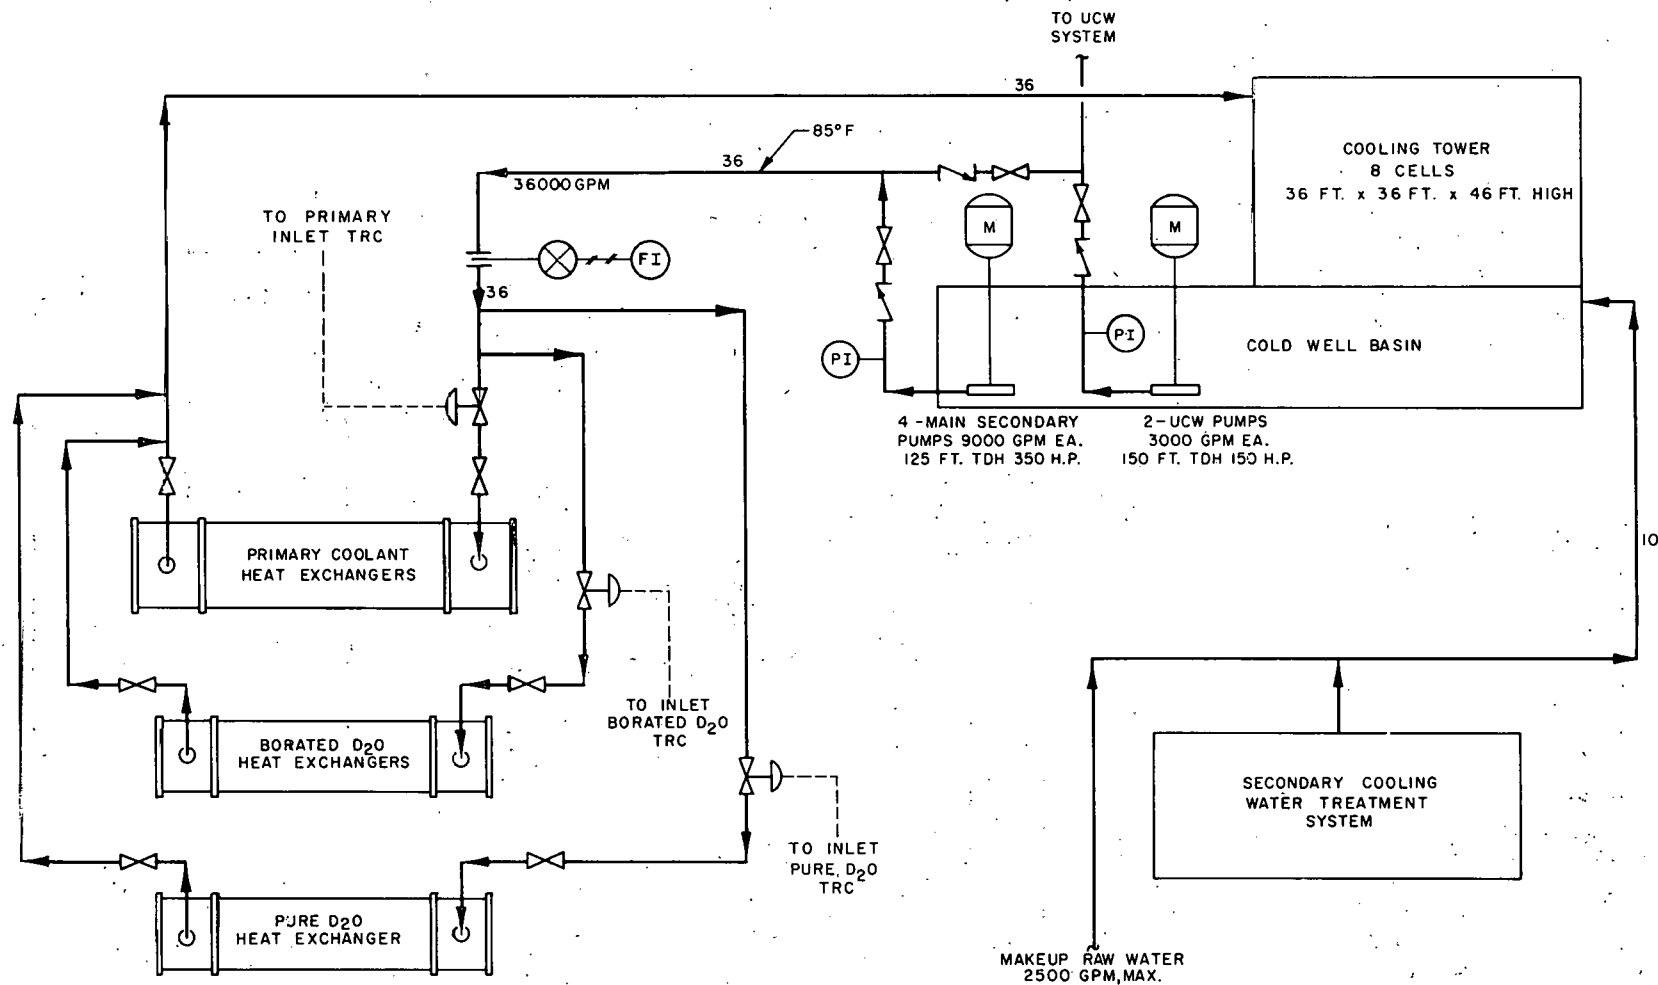 TO UCW
SYSTEM
36
85°F
36
36000 GPM
COOLING TOWER
8 CELLS
36 FT. x 36 FT. x 46 FT. HIGH
TO PRIMARY
INLET TRC
M
M
FI
36
PI
PI
COLD WELL BASIN
4-MAIN SECONDARY
PUMPS 9000 GPM EA.
125 FT. TDH 350 H.P.
2-UCW PUMPS
3000 GPM EA.
150 FT. TDH 150 H.P.
PRIMARY COOLANT
HEAT EXCHANGERS
10
TO INLET
BORATED D2O
TRC
BORATED D2O
HEAT EXCHANGERS
SECONDARY COOLING
WATER TREATMENT
SYSTEM
TO INLET
PURE D2O
TRC
PURE D2O
HEAT EXCHANGER
MAKEUP RAW WATER
2500 GPM, MAX.